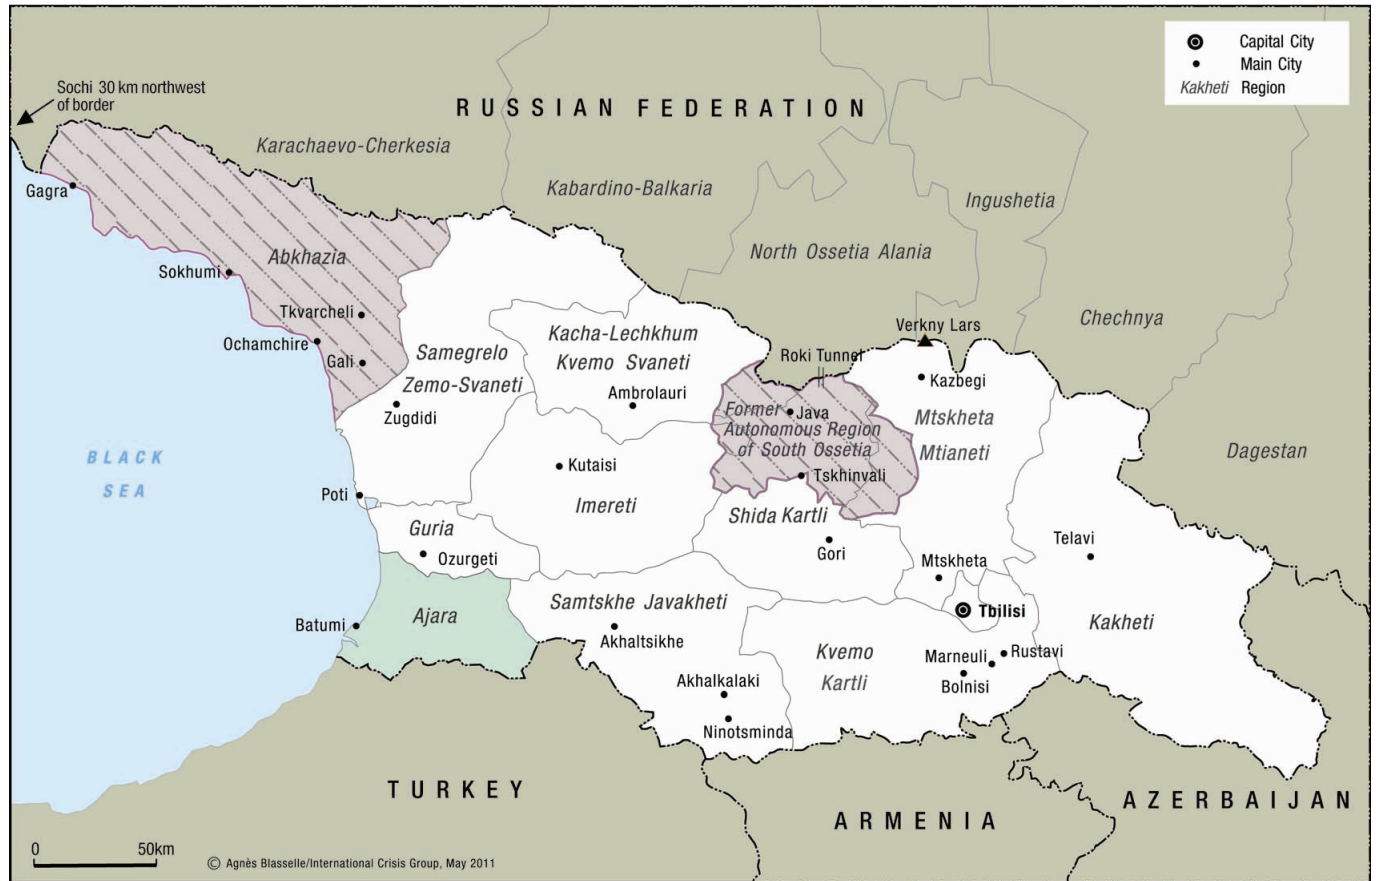 Capital City
Main City
Kakheti Region
Sochi 30 km northwest
of border
RUSSIAN FEDERATION
Karachaevo-Cherkesia
Kabardino-Balkaria
Ingushetia
North Ossetia Alania
Chechnya
Dagestan
Gagra
Abkhazia
Sokhumi
Tkvarcheli
Ochamchire
Gali
Samegrelo
Zemo-Svaneti
Zugdidi
Kacha-Lechkhum
Kvemo Svaneti
Ambrolauri
Verkny Lars
Roki Tunnel
Kazbegi
Former
Java
Autonomous Region
of South Ossetia
Tskhinvali
Mtskheta
Mtianeti
BLACK
SEA
Kutaisi
Imereti
Poti
Guria
Ozurgeti
Shida Kartli
Gori
Mtskheta
Telavi
Tbilisi
Kakheti
Batumi
Ajara
Samtskhe Javakheti
Akhaltsikhe
Akhalkalaki
Ninotsminda
Kvemo
Kartli
Marneuli
Rustavi
Bolnisi
TURKEY
ARMENIA
AZERBAIJAN
0 50km
© Agnès Blasselle/International Crisis Group, May 2011